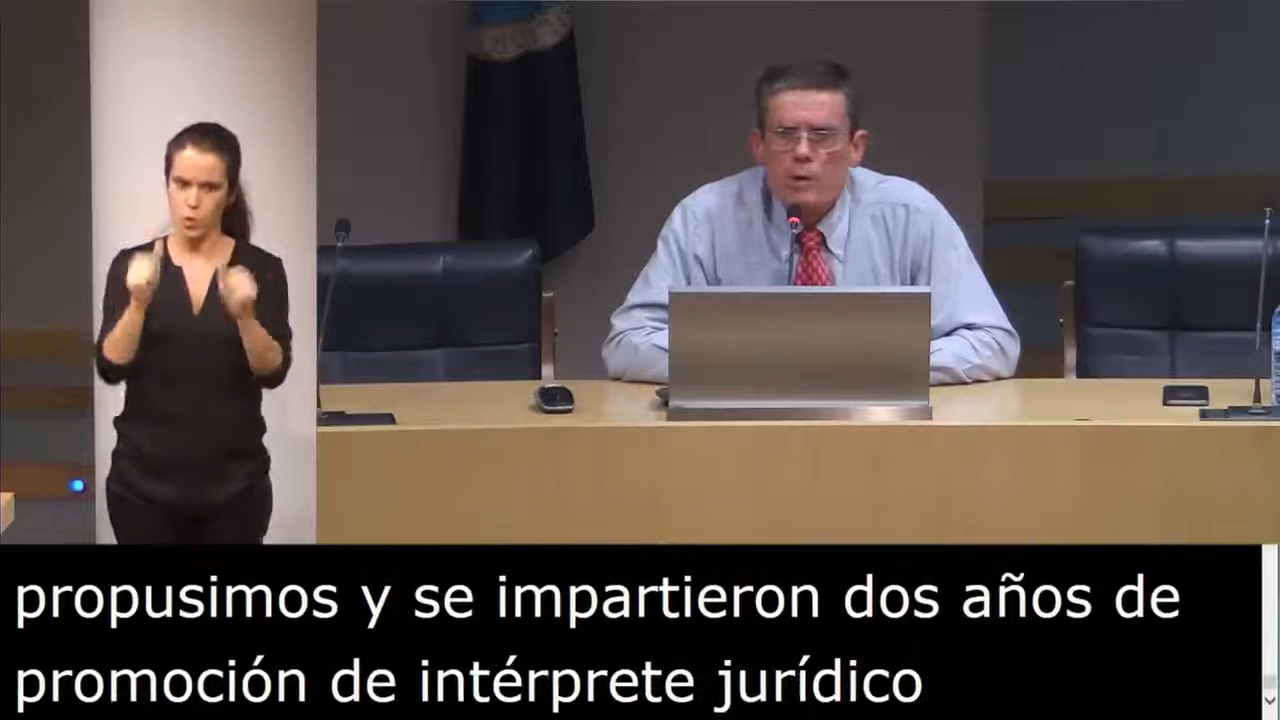 propusimos y se impartieron dos años de
promoción de intérprete jurídico